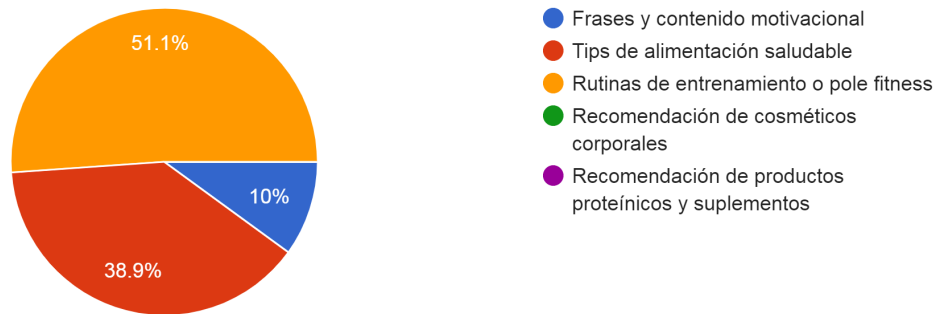 51.1%
10%
38.9%
Frases y contenido motivacional
Tips de alimentación saludable
Rutinas de entrenamiento o pole fitness
Recomendación de cosméticos
corporales
Recomendación de productos
proteínicos y suplementos